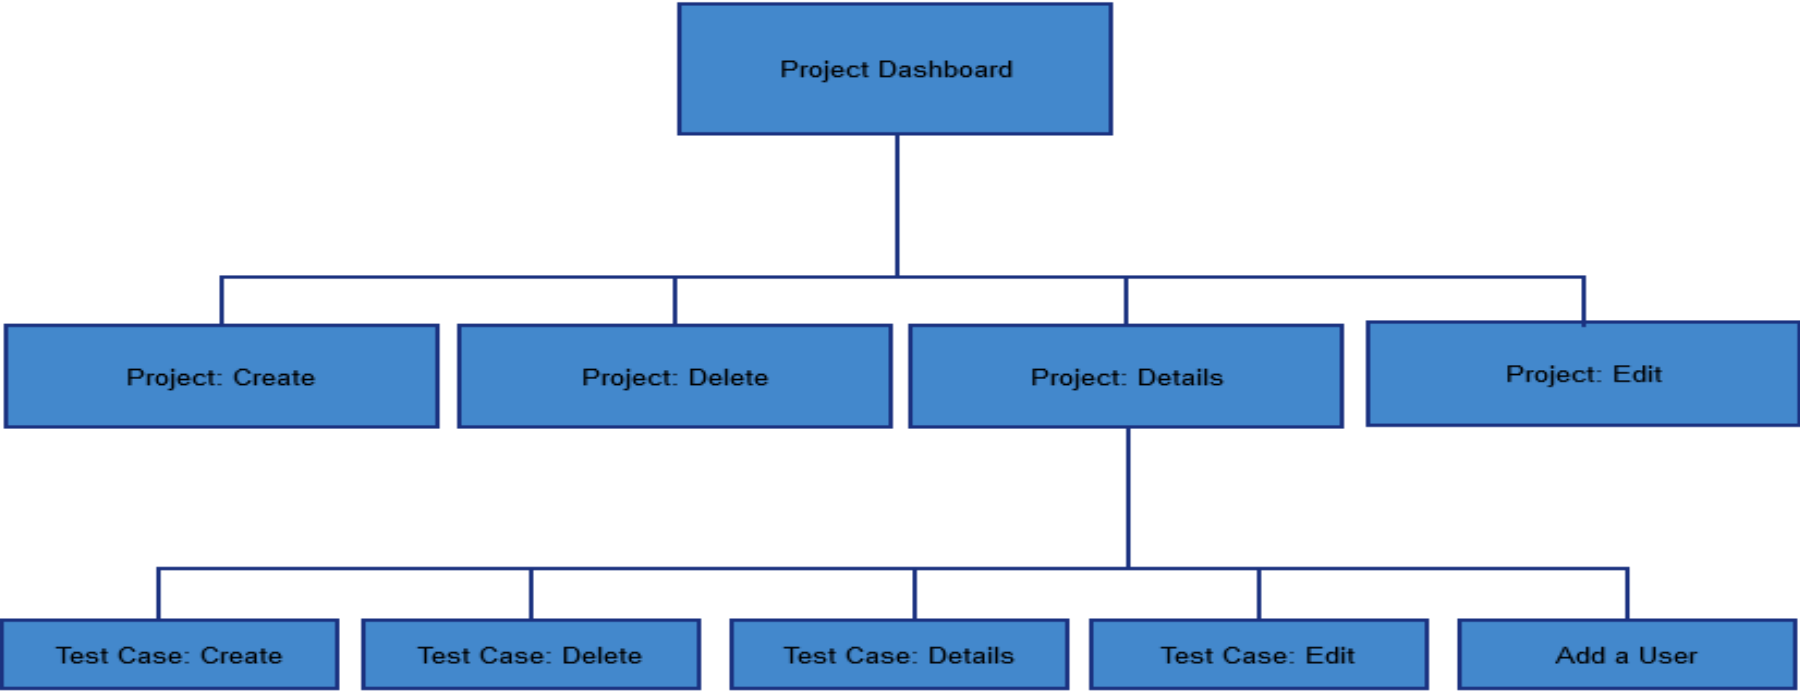 Project Dashboard
Project: Create
Project: Delete
Project: Details
Project: Edit
Test Case: Create
Test Case: Delete
Test Case: Details
Test Case: Edit
Add a User